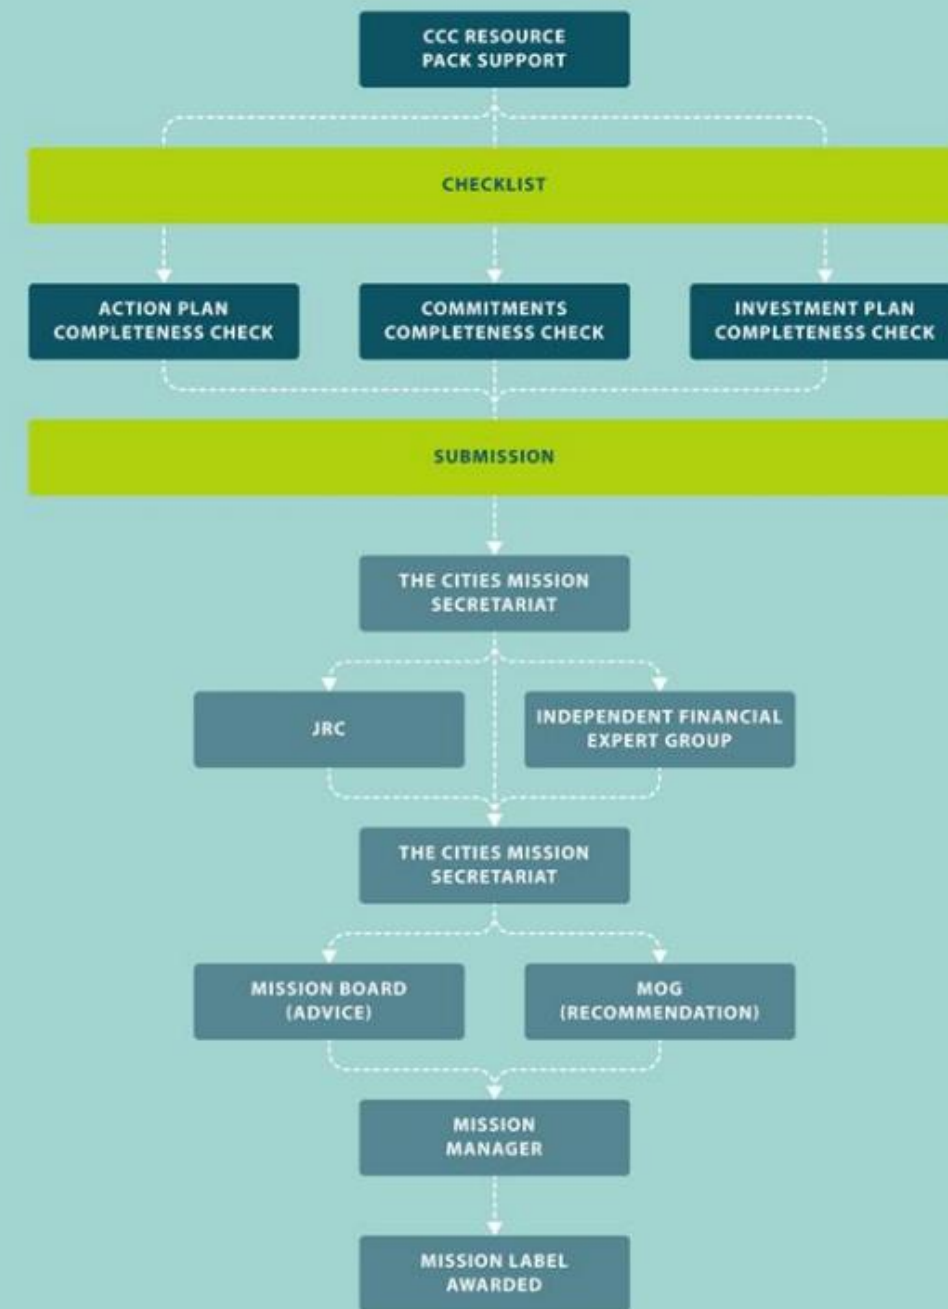 CCC RESOURCE
PACK SUPPORT
CHECKLIST
ACTION PLAN
COMPLETENESS CHECK
COMMITMENTS
COMPLETENESS CHECK
INVESTMENT PLAN
COMPLETENESS CHECK
SUBMISSION
THE CITIES MISSION
SECRETARIAT
JRC
INDEPENDENT FINANCIAL
EXPERT GROUP
THE CITIES MISSION
SECRETARIAT
MISSION BOARD
(ADVICE)
MOG
(RECOMMENDATION)
MISSION
MANAGER
MISSION LABEL
AWARDED